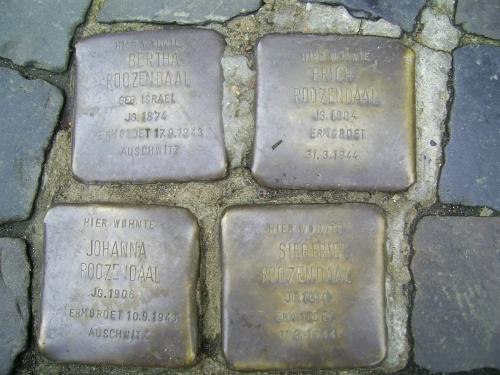 HIER WOHNTE
BERTHA
ROOZENDAAL
GEB. ISRAEL
JG. 1874
ERMORDET 17.9.1943
AUSCHWITZ
HIER WOHNTE
ERICH
ROOZENDAAL
JG. 1904
ERMORDET
31.3.1944
HIER WOHNTE
JOHANNA
ROOZENDAAL
JG. 1906
ERMORDET 10.9.1943
AUSCHWITZ
HIER WOHNTE
ROOZENDAAL
ERMORDET